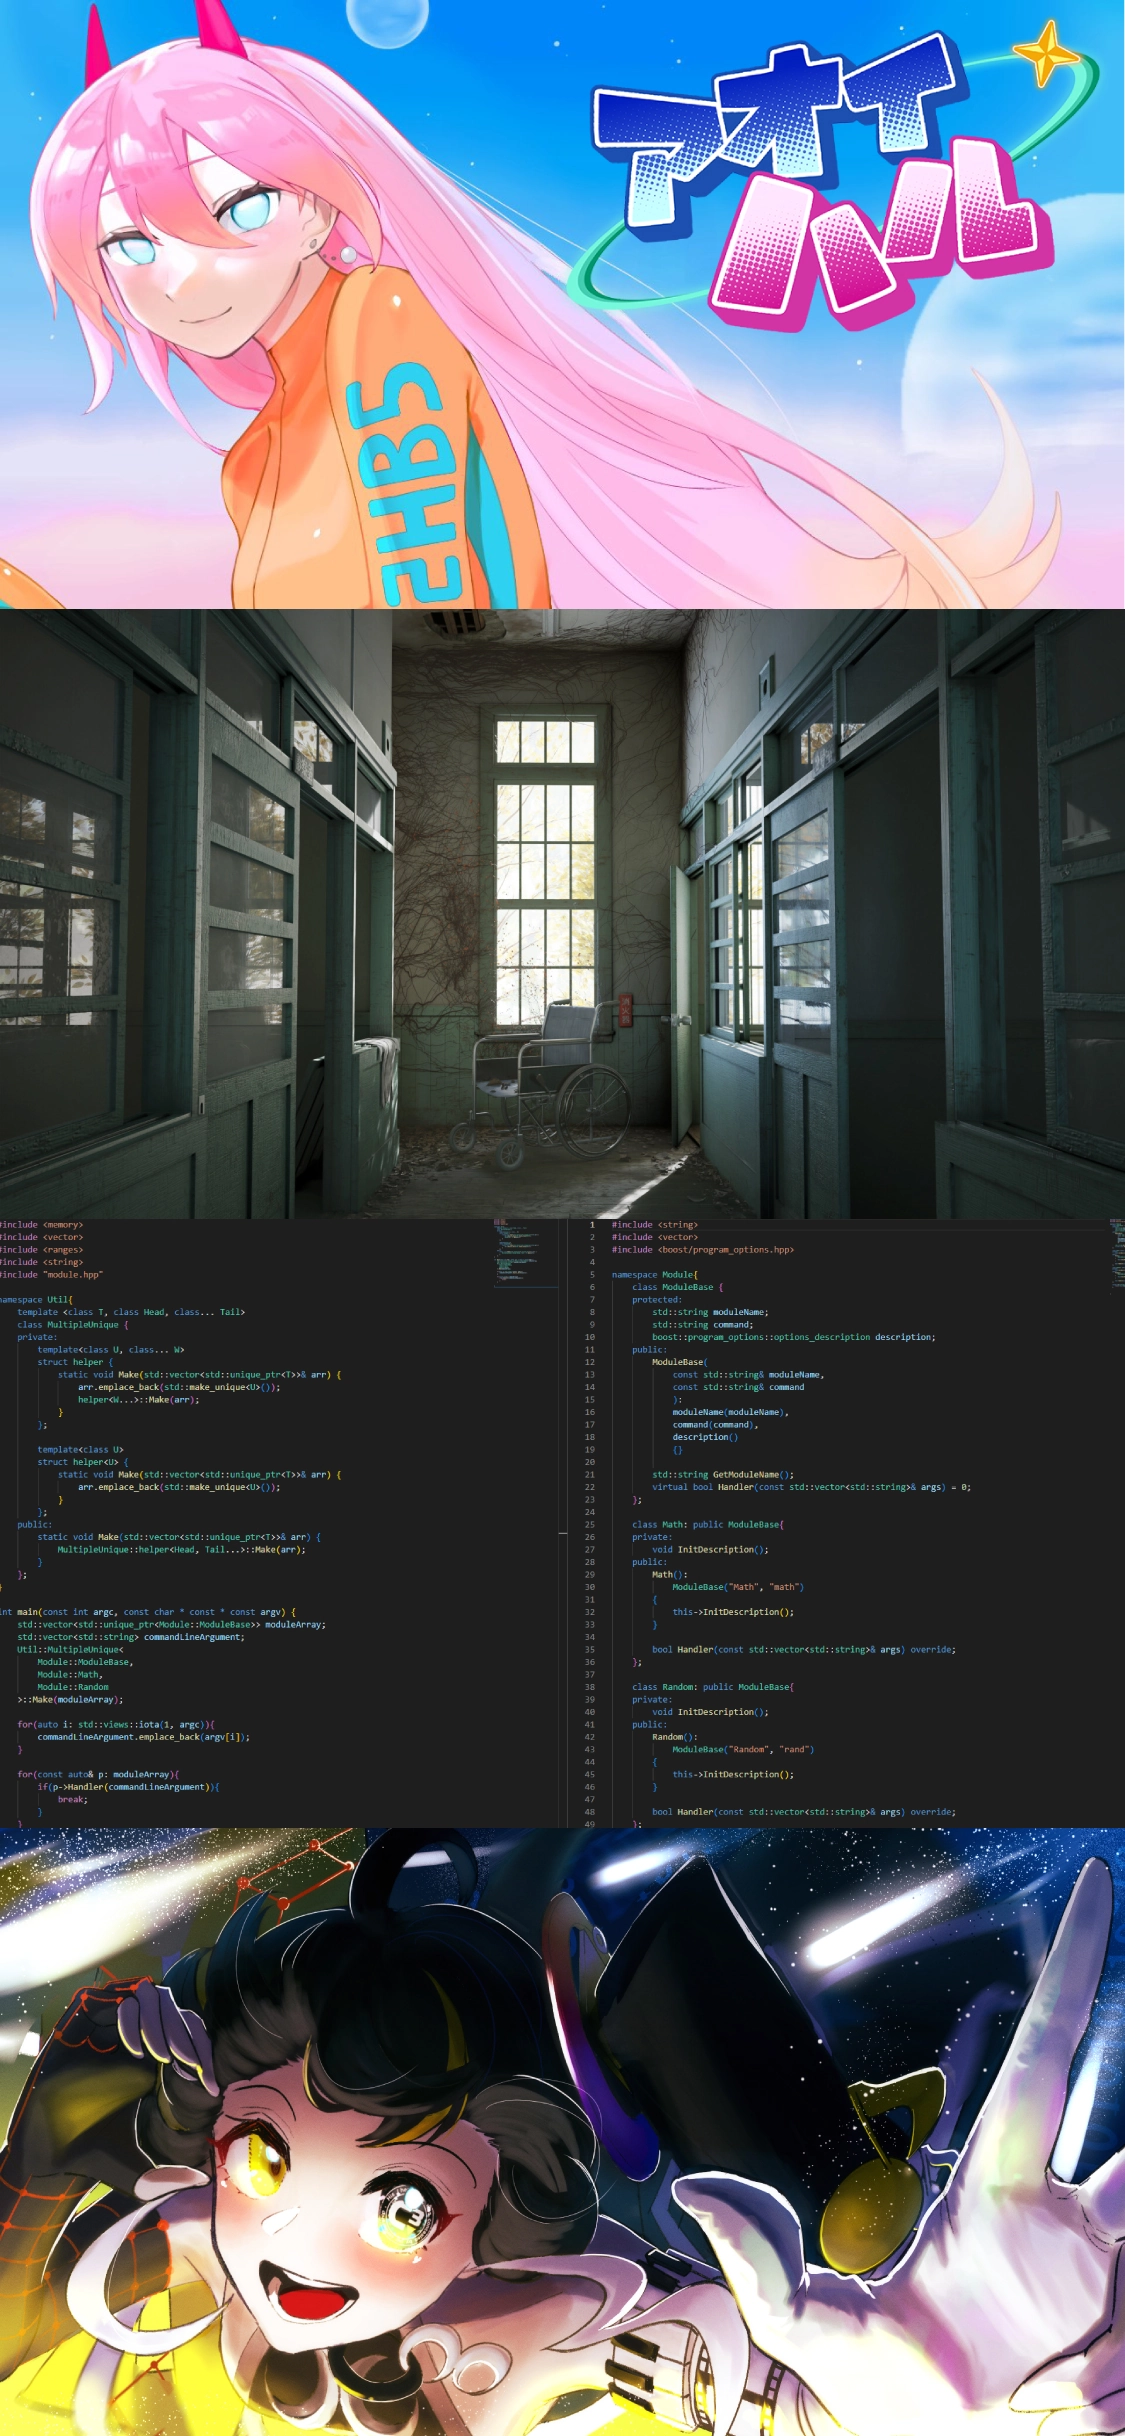 アオイ
ハル
2HB5
消火器
#include <memory>
#include <vector>
#include <ranges>
#include <string>
#include "module.hpp"
namespace Util{
template <class T, class Head, class... Tail>
class MultipleUnique {
private:
template<class U, class... W>
struct helper {
static void Make(std::vector<std::unique_ptr<T>>& arr) {
arr.emplace_back(std::make_unique<U>());
helper<W...>::Make(arr);
}
};
template<class U>
struct helper<U> {
static void Make(std::vector<std::unique_ptr<T>>& arr) {
arr.emplace_back(std::make_unique<U>());
}
};
public:
static void Make(std::vector<std::unique_ptr<T>>& arr) {
MultipleUnique::helper<Head, Tail...>::Make(arr);
}
};
}
int main(const int argc, const char * const * const argv) {
std::vector<std::unique_ptr<Module::ModuleBase>> moduleArray;
std::vector<std::string> commandLineArgument;
Util::MultipleUnique<
Module::ModuleBase,
Module::Math,
Module::Random
>::Make(moduleArray);
for(auto i: std::views::iota(1, argc)){
commandLineArgument.emplace_back(argv[i]);
}
for(const auto& p: moduleArray){
if(p->Handler(commandLineArgument)){
break;
}
}
1 #include <string>
2 #include <vector>
3 #include <boost/program_options.hpp>
4
5 namespace Module{
6 class ModuleBase {
7 protected:
8 std::string moduleName;
9 std::string command;
10 boost::program_options::options_description description;
11 public:
12 ModuleBase(
13 const std::string& moduleName,
14 const std::string& command
15 ):
16 moduleName(moduleName),
17 command(command),
18 description()
19 {}
20
21 std::string GetModuleName();
22 virtual bool Handler(const std::vector<std::string>& args) = 0;
23 };
24
25 class Math: public ModuleBase{
26 private:
27 void InitDescription();
28 public:
29 Math():
30 ModuleBase("Math", "math")
31 {
32 this->InitDescription();
33 }
34
35 bool Handler(const std::vector<std::string>& args) override;
36 };
37
38 class Random: public ModuleBase{
39 private:
40 void InitDescription();
41 public:
42 Random():
43 ModuleBase("Random", "rand")
44 {
45 this->InitDescription();
46 }
47
48 bool Handler(const std::vector<std::string>& args) override;
49 };
C3